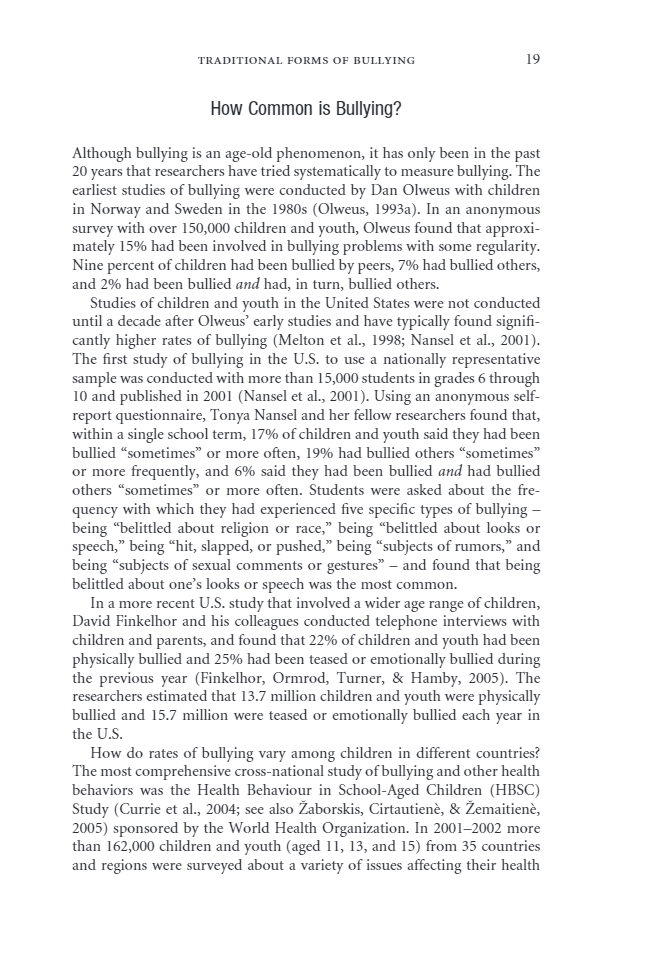 TRADITIONAL FORMS OF BULLYING 19
How Common is Bullying?
Although bullying is an age-old phenomenon, it has only been in the past
20 years that researchers have tried systematically to measure bullying. The
earliest studies of bullying were conducted by Dan Olweus with children
in Norway and Sweden in the 1980s (Olweus, 1993a). In an anonymous
survey with over 150,000 children and youth, Olweus found that approxi-
mately 15% had been involved in bullying problems with some regularity.
Nine percent of children had been bullied by peers, 7% had bullied others,
and 2% had been bullied and had, in turn, bullied others.
Studies of children and youth in the United States were not conducted
until a decade after Olweus’ early studies and have typically found signifi-
cantly higher rates of bullying (Melton et al., 1998; Nansel et al., 2001).
The first study of bullying in the U.S. to use a nationally representative
sample was conducted with more than 15,000 students in grades 6 through
10 and published in 2001 (Nansel et al., 2001). Using an anonymous self-
report questionnaire, Tonya Nansel and her fellow researchers found that,
within a single school term, 17% of children and youth said they had been
bullied “sometimes” or more often, 19% had bullied others “sometimes”
or more frequently, and 6% said they had been bullied and had bullied
others “sometimes” or more often. Students were asked about the fre-
quency with which they had experienced five specific types of bullying –
being “belittled about religion or race,” being “belittled about looks or
speech,” being “hit, slapped, or pushed,” being “subjects of rumors,” and
being “subjects of sexual comments or gestures” – and found that being
belittled about one’s looks or speech was the most common.
In a more recent U.S. study that involved a wider age range of children,
David Finkelhor and his colleagues conducted telephone interviews with
children and parents, and found that 22% of children and youth had been
physically bullied and 25% had been teased or emotionally bullied during
the previous year (Finkelhor, Ormrod, Turner, & Hamby, 2005). The
researchers estimated that 13.7 million children and youth were physically
bullied and 15.7 million were teased or emotionally bullied each year in
the U.S.
How do rates of bullying vary among children in different countries?
The most comprehensive cross-national study of bullying and other health
behaviors was the Health Behaviour in School-Aged Children (HBSC)
Study (Currie et al., 2004; see also Žaborskis, Cirtautienè, & Žemaitienè,
2005) sponsored by the World Health Organization. In 2001–2002 more
than 162,000 children and youth (aged 11, 13, and 15) from 35 countries
and regions were surveyed about a variety of issues affecting their health